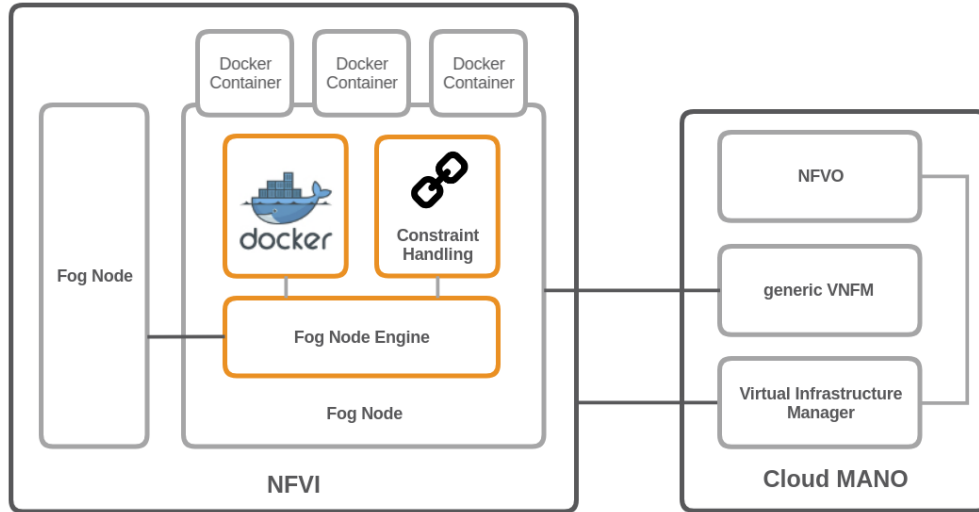 Docker
Container
Docker
Container
Docker
Container
docker
Constraint
Handling
Fog Node
Fog Node Engine
Fog Node
NFVI
NFVO
generic VNFM
Virtual Infrastructure
Manager
Cloud MANO